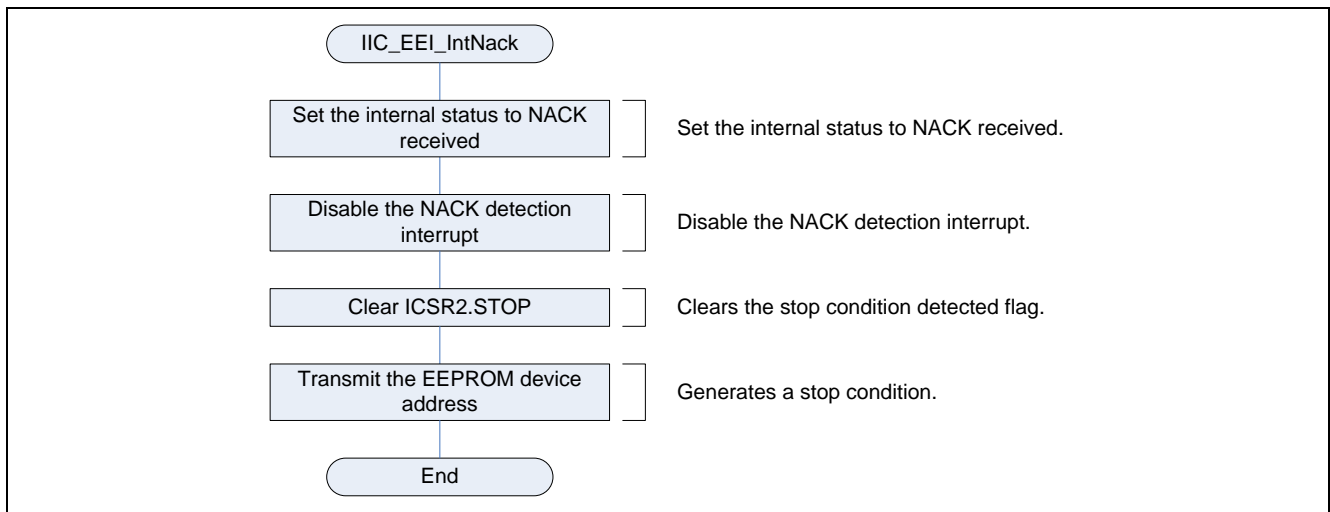 IIC_EEI_IntNack
Set the internal status to NACK
received
Set the internal status to NACK received.
Disable the NACK detection
interrupt
Disable the NACK detection interrupt.
Clear ICSR2.STOP
Clears the stop condition detected flag.
Transmit the EEPROM device
address
Generates a stop condition.
End